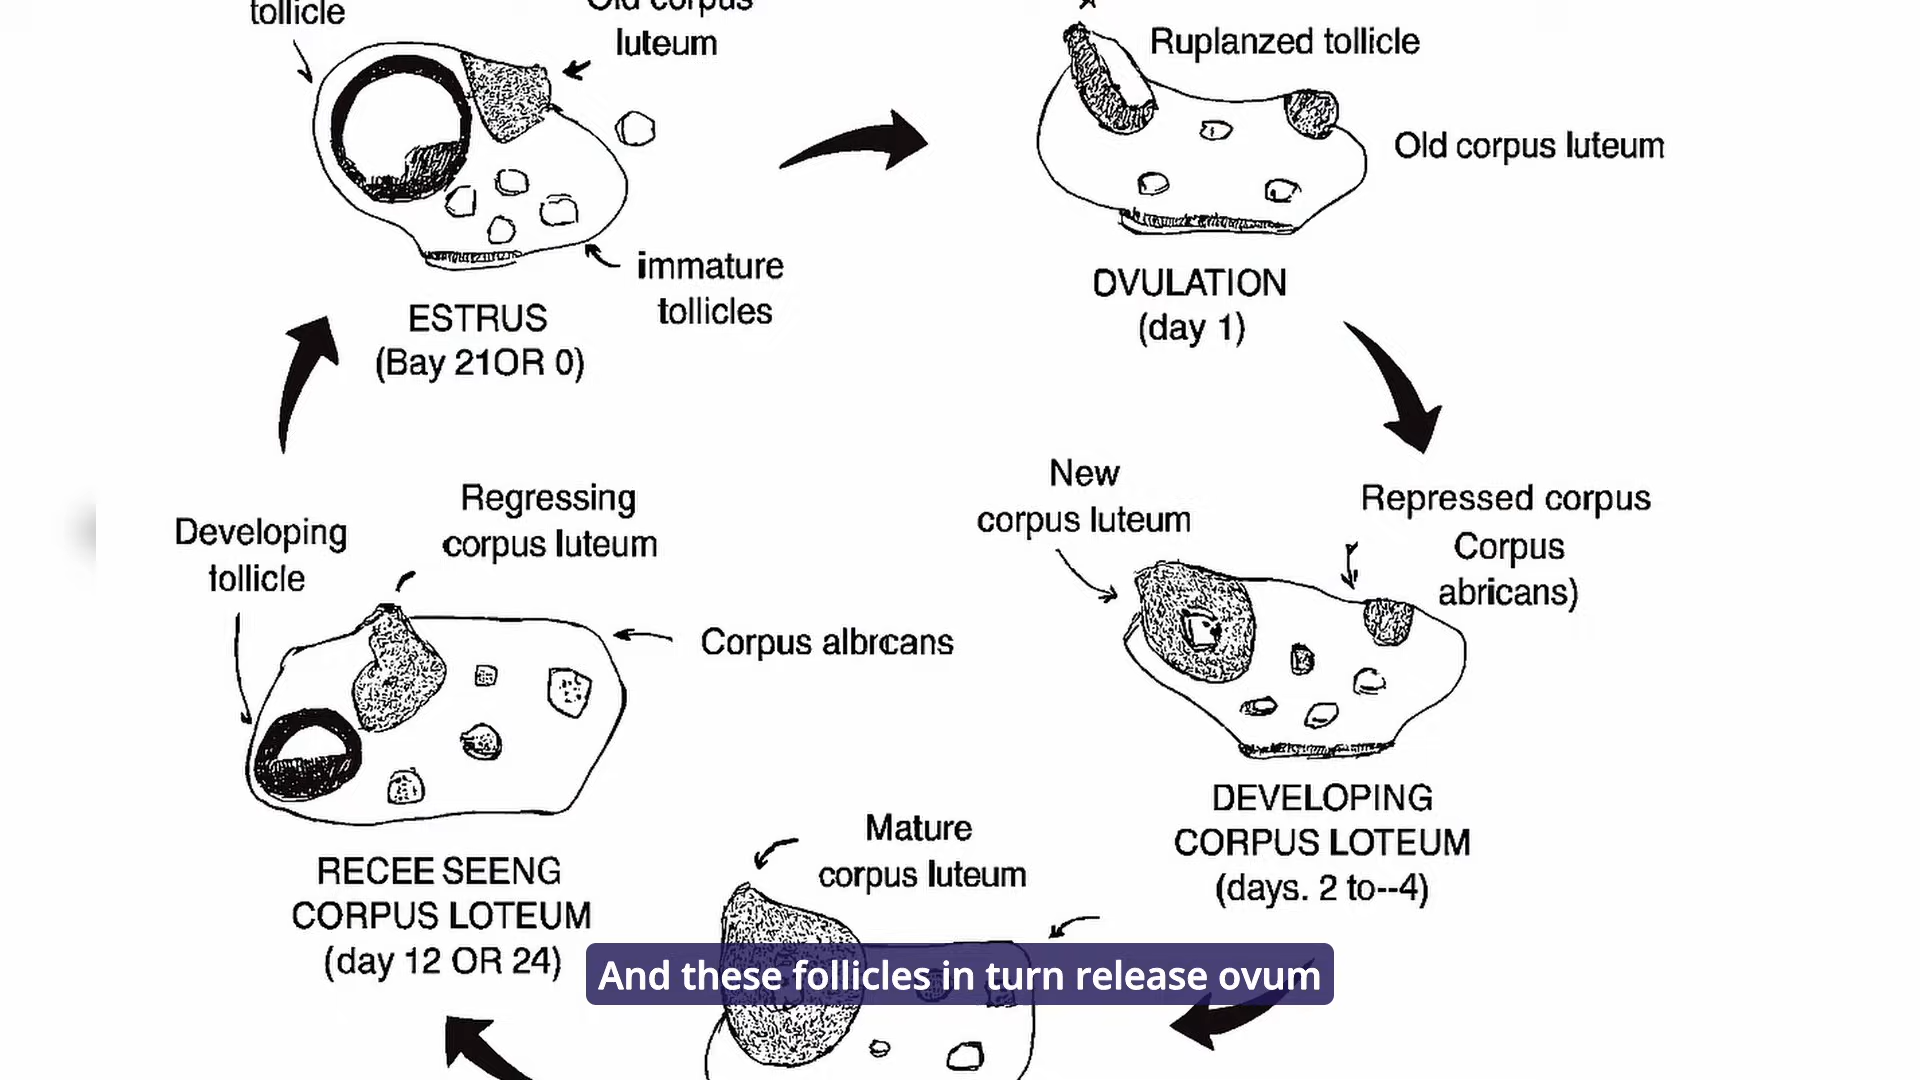 tollicle
Old corpus
luteum
immature
tollicles
ESTRUS
(Bay 21OR 0)
Ruplanzed tollicle
Old corpus luteum
OVULATION
(day 1)
New
corpus luteum
Repressed corpus
Corpus
abricans)
DEVELOPING
CORPUS LOTEUM
(days. 2 to--4)
Mature
corpus luteum
Regressing
corpus luteum
Developing
tollicle
Corpus albrcans
RECEE SEENG
CORPUS LOTEUM
(day 12 OR 24)
And these follicles in turn release ovum